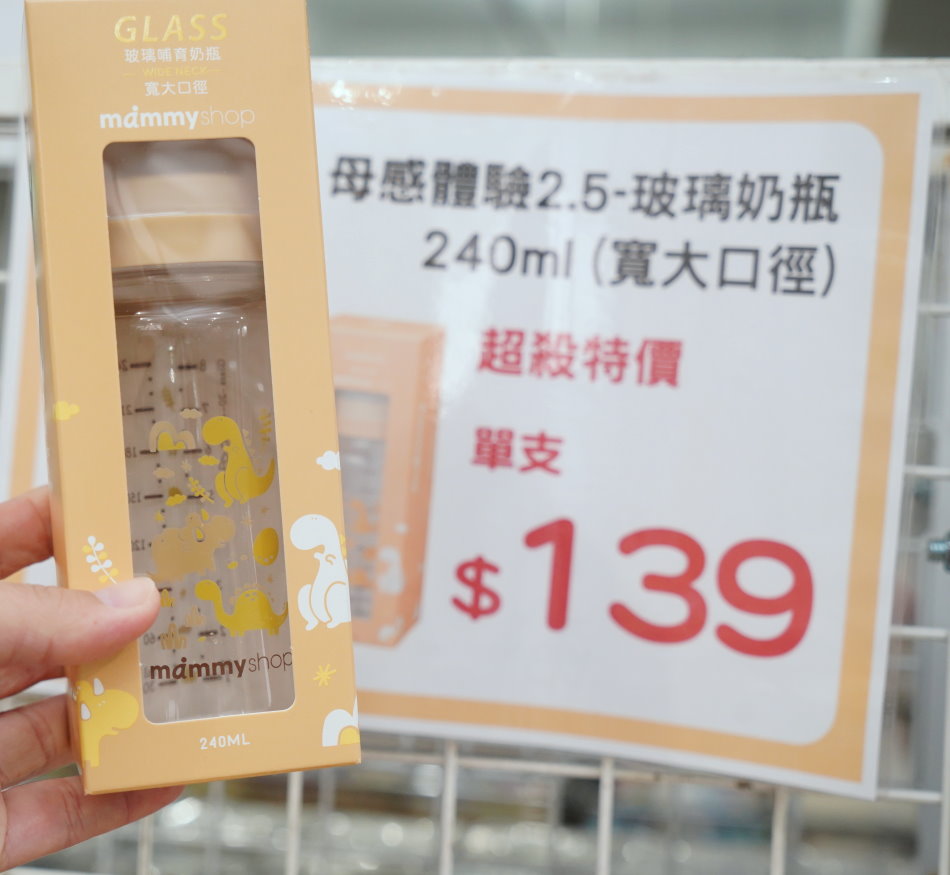 GLASS
玻璃哺育奶瓶
WIDE NECK
寬大口徑
mammyshop
mammyshop
240ML
母感體驗2.5-玻璃奶瓶
240ml (寬大口徑)
超殺特價
單支
$139